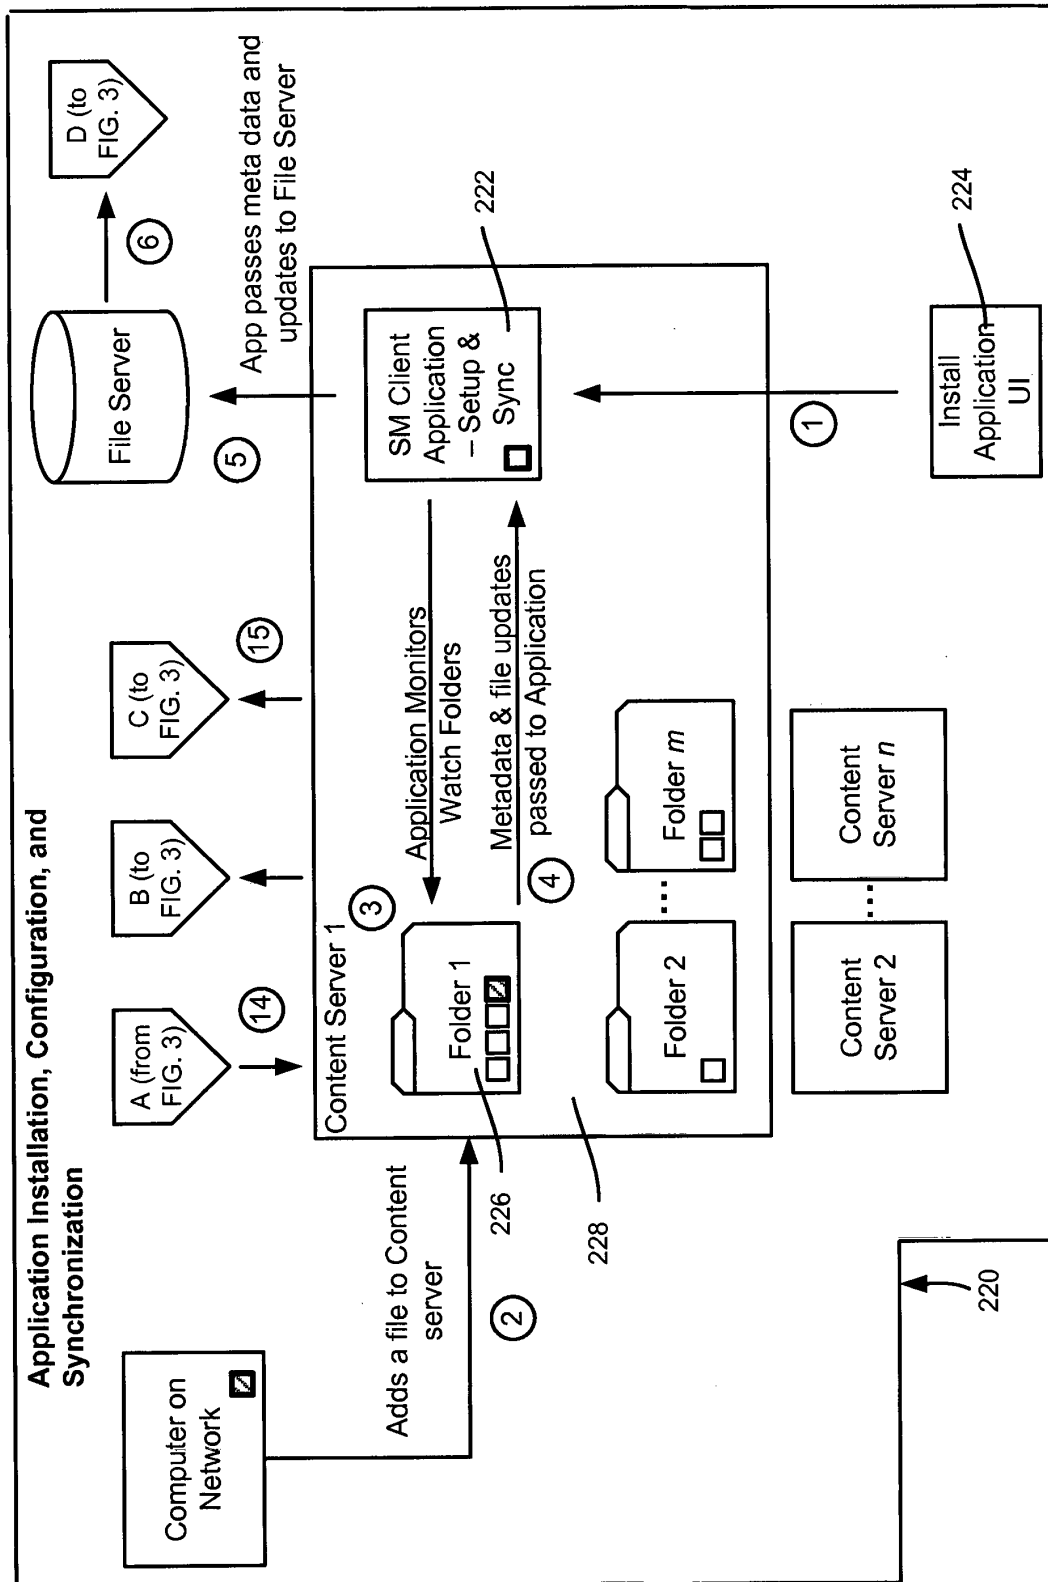 Application Installation, Configuration, and
Synchronization
Computer on
Network
Adds a file to Content
server
2
A (from
FIG. 3)
14
B (to
FIG. 3)
C (to
FIG. 3)
15
File Server
5
6
D (to
FIG. 3)
App passes meta data and
updates to File Server
Content Server 1
3
Folder 1
Application Monitors
Watch Folders
Metadata & file updates
passed to Application
4
SM Client
Application
– Setup &
Sync
222
226
228
Folder 2
...
Folder m
1
Content
Server 2
...
Content
Server n
Install
Application
UI
224
220